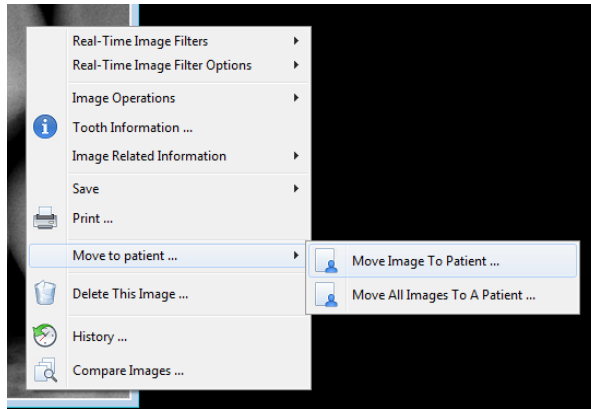 Real-Time Image Filters
Real-Time Image Filter Options
Image Operations
Tooth Information ...
Image Related Information
Save
Print ...
Move to patient ...
Move Image To Patient ...
Move All Images To A Patient ...
Delete This Image ...
History ...
Compare Images ...